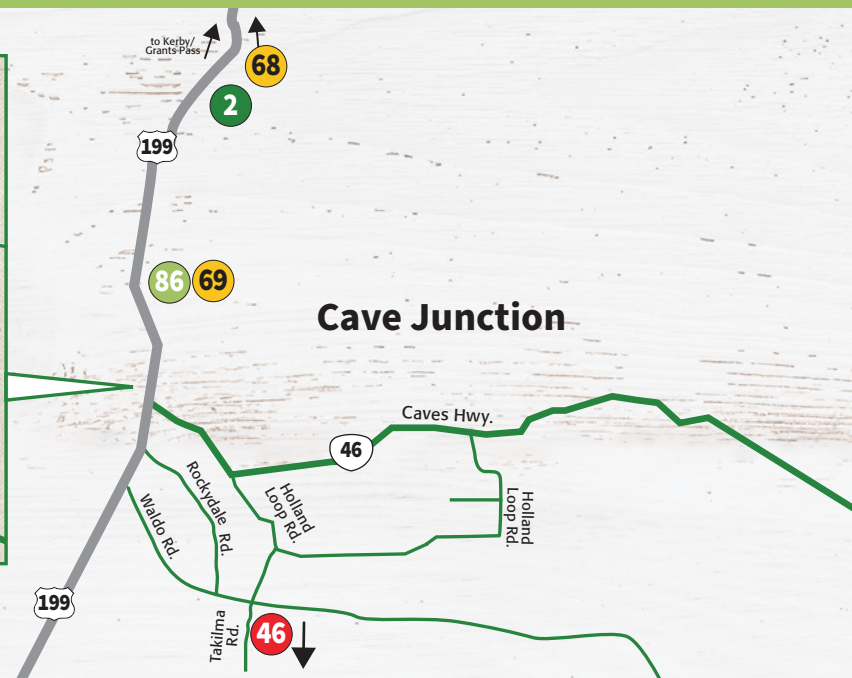 to Kerby/
Grants Pass
68
2
199
86
69
Cave Junction
Caves Hwy.
46
Rockydale Rd.
Holland
Loop Rd.
Holland
Loop Rd.
Waldo Rd.
199
Takilma
Rd.
46